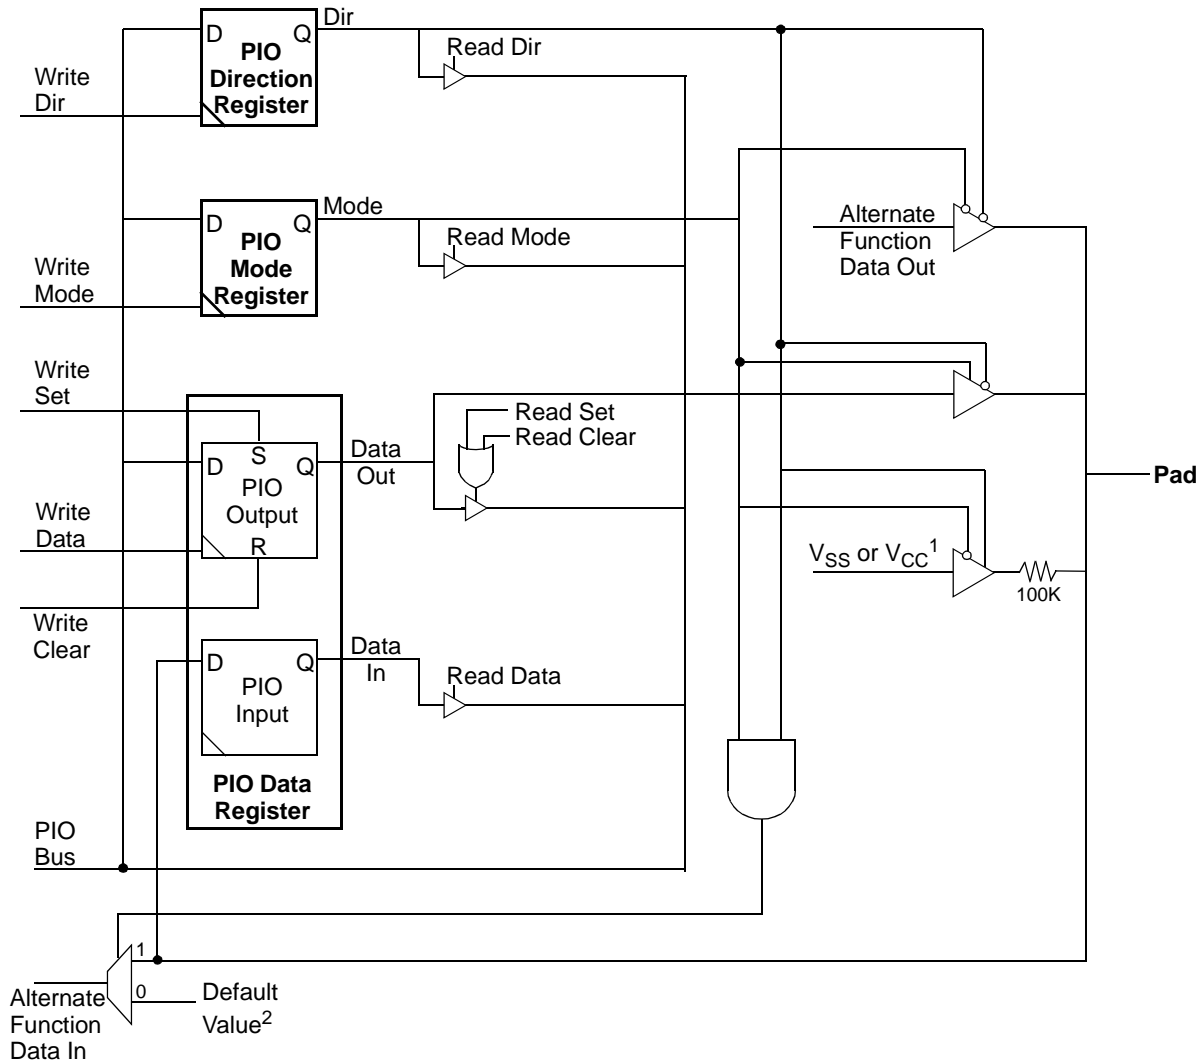 Dir
D Q
PIO
Direction
Register
Write
Dir
Read Dir
Mode
D Q
PIO
Mode
Register
Write
Mode
Read Mode
Alternate
Function
Data Out
Write
Set
Read Set
Read Clear
S
D Q
PIO
Output
R
Data
Out
Write
Data
Write
Clear
VSS or VCC1
100K
Pad
D Q
PIO
Input
Data
In
Read Data
PIO Data
Register
PIO
Bus
1
0
Default
Value2
Alternate
Function
Data In